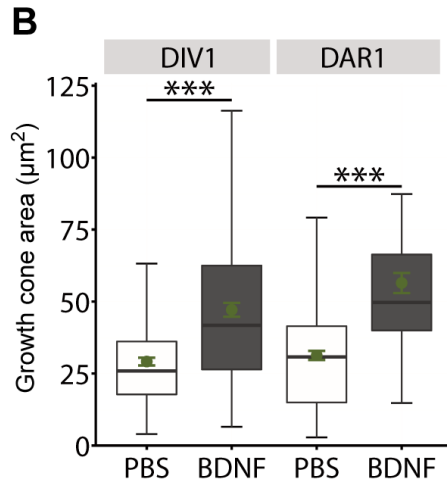 B
DIV1 DAR1
*** ***
Growth cone area (μm²)
125
100
75
50
25
0
PBS BDNF PBS BDNF